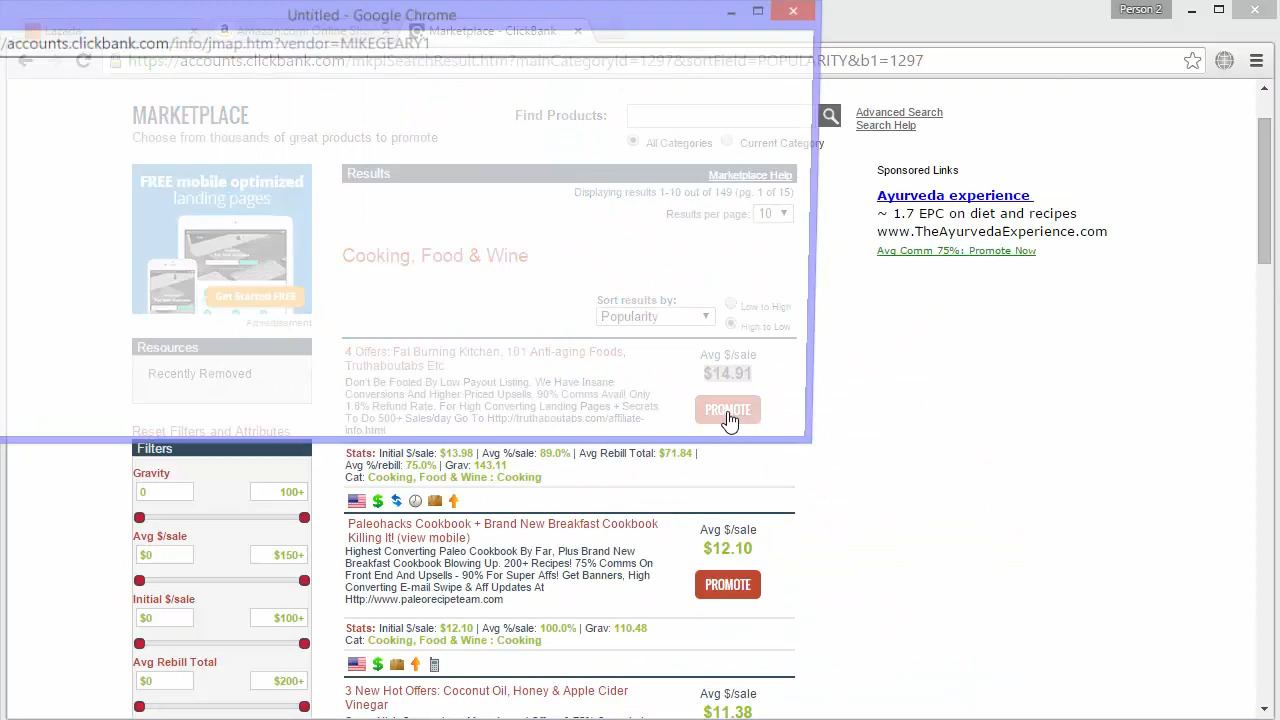 Untitled - Google Chrome
Person 2
Lazada
Amazon.com Online Sh
Marketplace - ClickBank
/accounts.clickbank.com/info/jmap.htm?vendor=MIKEGEARY1
https://accounts.clickbank.com/mkplSearchResult.htm?mainCategoryId=1297&sortField=POPULARITY&b1=1297
MARKETPLACE
Choose from thousands of great products to promote
Find Products:
All Categories
Current Category
Advanced Search
Search Help
FREE mobile optimized
landing pages
Get Started FREE
Advertisement
Resources
Recently Removed
Reset Filters and Attributes
Filters
Gravity
0
100+
Avg $/sale
$0
$150+
Initial $/sale
$0
$100+
Avg Rebill Total
$0
$200+
Results
Marketplace Help
Displaying results 1-10 out of 149 (pg. 1 of 15)
Results per page: 10
Cooking, Food & Wine
Sort results by:
Popularity
Low to High
High to Low
4 Offers: Fat Burning Kitchen, 101 Anti-aging Foods,
Truthaboutabs Etc
Don't Be Fooled By Low Payout Listing. We Have Insane
Conversions And Higher Priced Upsells. 90% Comms Avail! Only
1.6% Refund Rate. For High Converting Landing Pages + Secrets
To Do 500+ Sales/day Go To Http://truthaboutabs.com/affiliate-
info.html
Avg $/sale
$14.91
PROMOTE
Stats: Initial $/sale: $13.98 | Avg %/sale: 89.0% | Avg Rebill Total: $71.84 |
Avg %/rebill: 75.0% | Grav: 143.11
Cat: Cooking, Food & Wine : Cooking
Paleohacks Cookbook + Brand New Breakfast Cookbook
Killing It! (view mobile)
Highest Converting Paleo Cookbook By Far, Plus Brand New
Breakfast Cookbook Blowing Up. 200+ Recipes! 75% Comms On
Front End And Upsells - 90% For Super Affs! Get Banners, High
Converting E-mail Swipe & Aff Updates At
Http://www.paleorecipeteam.com
Avg $/sale
$12.10
PROMOTE
Stats: Initial $/sale: $12.10 | Avg %/sale: 100.0% | Grav: 110.48
Cat: Cooking, Food & Wine : Cooking
3 New Hot Offers: Coconut Oil, Honey & Apple Cider
Vinegar
Avg $/sale
$11.38
Sponsored Links
Ayurveda experience
~ 1.7 EPC on diet and recipes
www.TheAyurvedaExperience.com
Avg Comm 75%: Promote Now